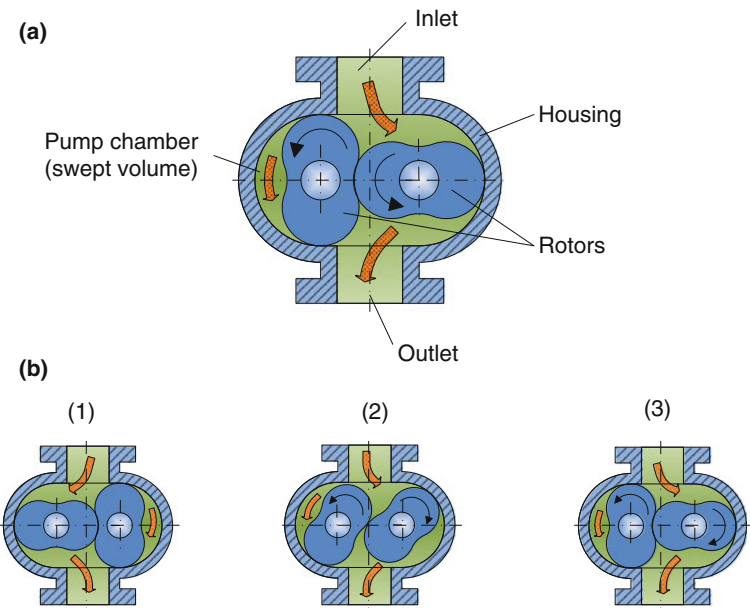 (a)
Inlet
Housing
Pump chamber
(swept volume)
Rotors
Outlet
(b)
(1)
(2)
(3)